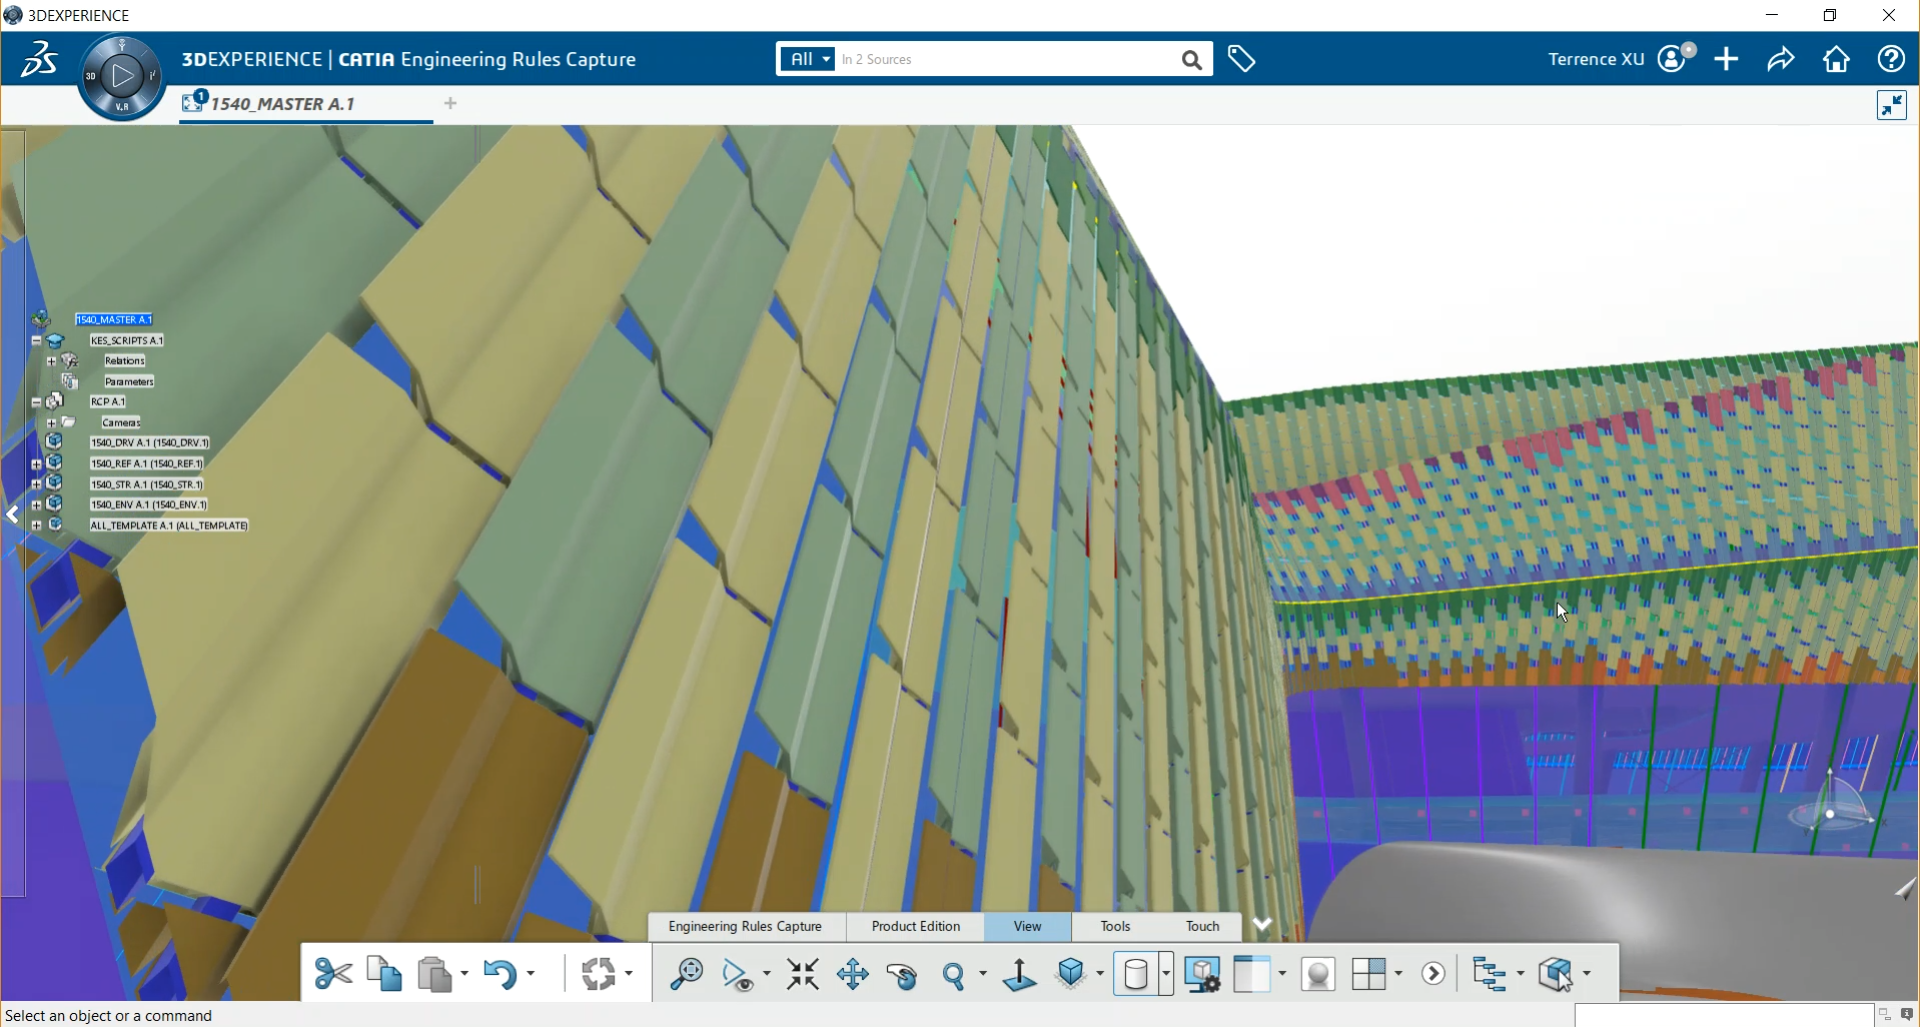 3DEXPERIENCE
3DEXPERIENCE | CATIA Engineering Rules Capture
All
In 2 Sources
Terrence XU
3D
V.R
1
1540_MASTER A.1
1540_MASTER A.1
KES_SCRIPTS A.1
Relations
Parameters
RCP A.1
Cameras
1540_DRV A.1 (1540_DRV.1)
1540_REF A.1 (1540_REF.1)
1540_STR A.1 (1540_STR.1)
1540_ENV A.1 (1540_ENV.1)
ALL_TEMPLATE A.1 (ALL_TEMPLATE)
Engineering Rules Capture
Product Edition
View
Tools
Touch
Select an object or a command